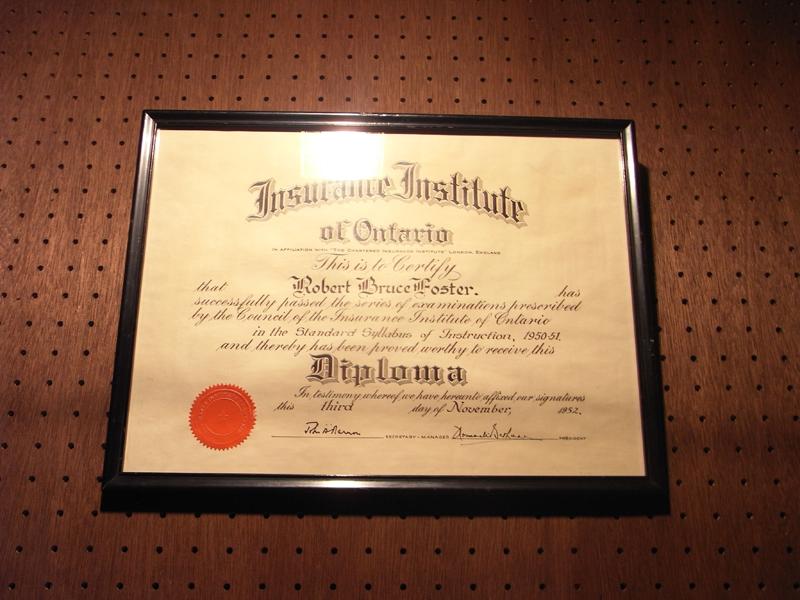 Insurance Institute
of Ontario
IN AFFILIATION WITH "THE CHARTERED INSURANCE INSTITUTE" LONDON, ENGLAND
This is to Certify
that Robert Bruce Foster. has
successfully passed the series of examinations prescribed
by the Council of the Insurance Institute of Ontario
in the Standard Syllabus of Instruction, 1950-51.
and thereby has been proved worthy to receive this
Diploma
In testimony whereof we have hereunto affixed our signatures
this third day of November, 1952.
SECRETARY-MANAGER PRESIDENT